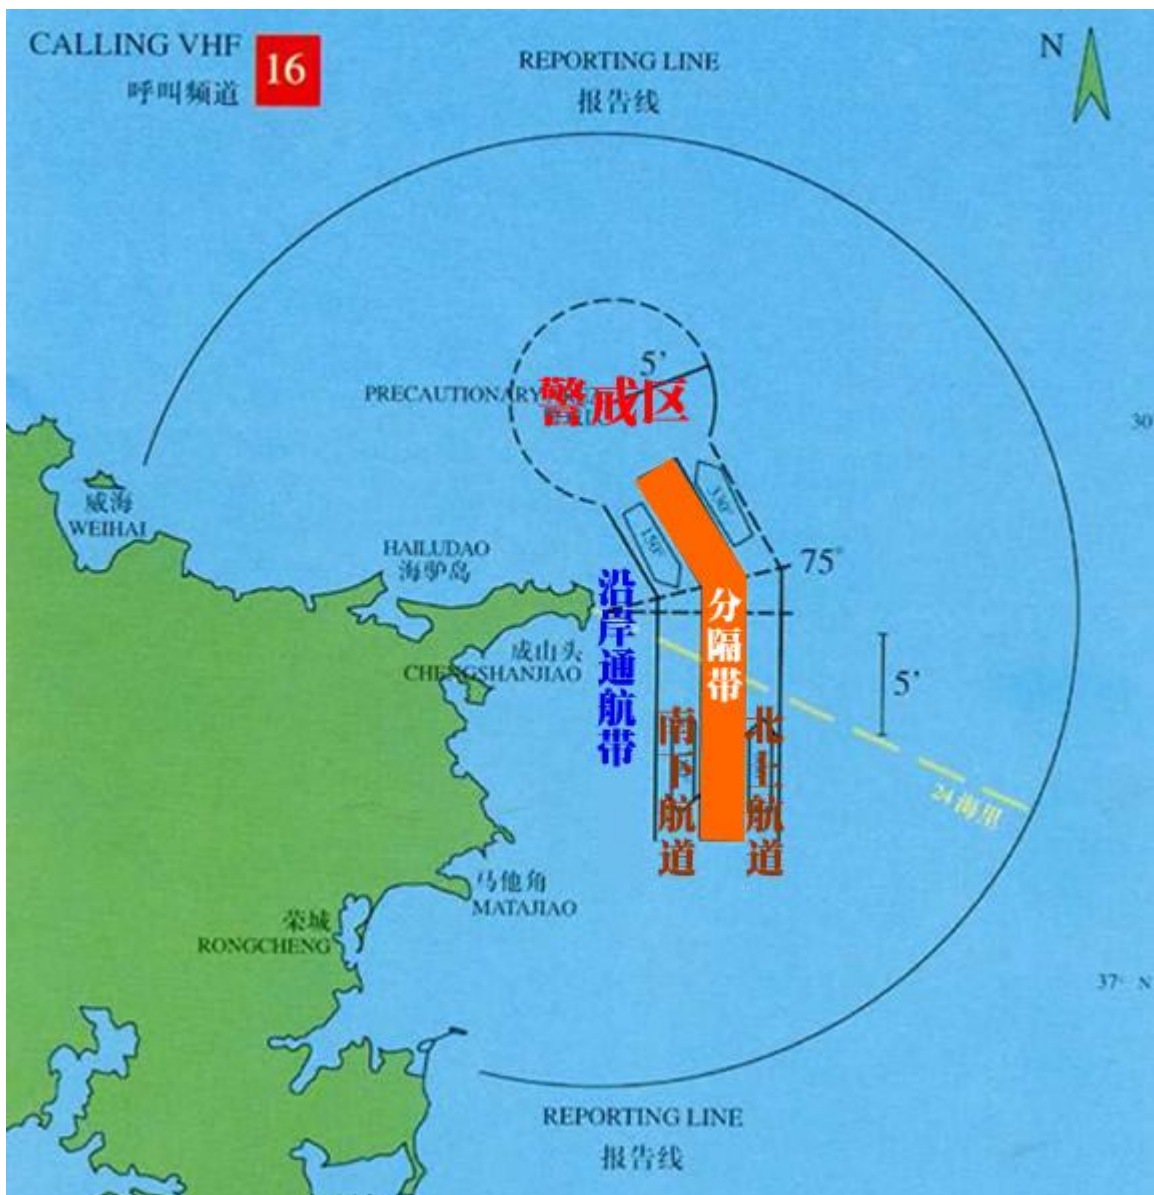 CALLING VHF
呼叫频道
16
REPORTING LINE
报告线
N
5’
PRECAUTIONARY
警戒区
30
威海
WEIHAI
HAILUDAO
海驴岛
330°
150°
75°
沿岸通航带
分隔带
成山头
CHENGSHANJIAO
5’
南下航道
北上航道
24海里
马他角
MATAJIAO
荣城
RONGCHENG
37° N
REPORTING LINE
报告线